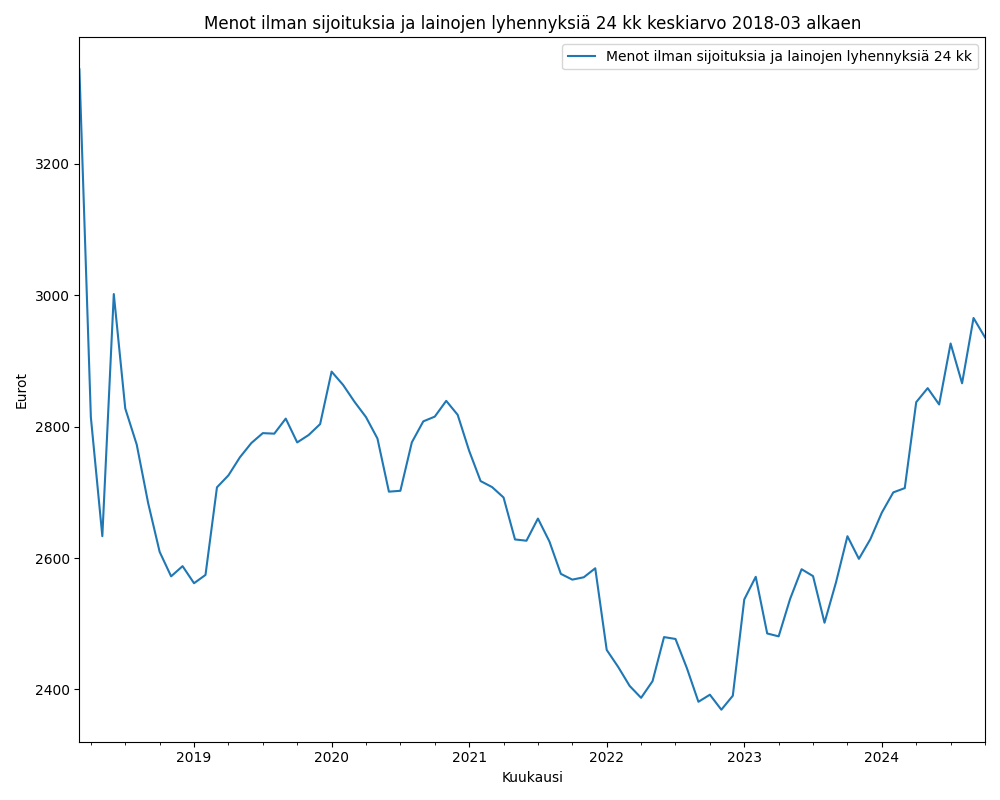 Menot ilman sijoituksia ja lainojen lyhennyksiä 24 kk keskiarvo 2018-03 alkaen
Menot ilman sijoituksia ja lainojen lyhennyksiä 24 kk
Eurot
3200
3000
2800
2600
2400
2019
2020
2021
2022
2023
2024
Kuukausi